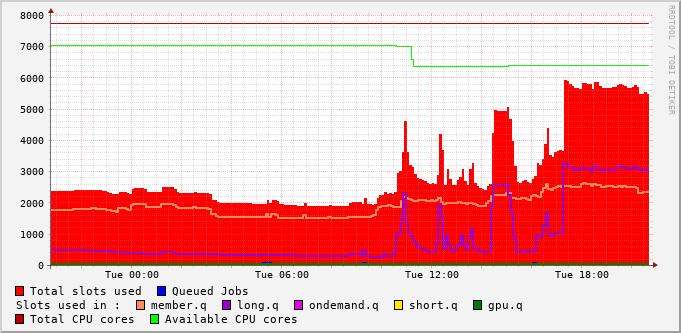 8000
7000
6000
5000
4000
3000
2000
1000
0
Tue 00:00 Tue 06:00 Tue 12:00 Tue 18:00
RRDTOOL / TOBI OETIKER
Total slots used Queued Jobs
Slots used in : member.q long.q ondemand.q short.q gpu.q
Total CPU cores Available CPU cores